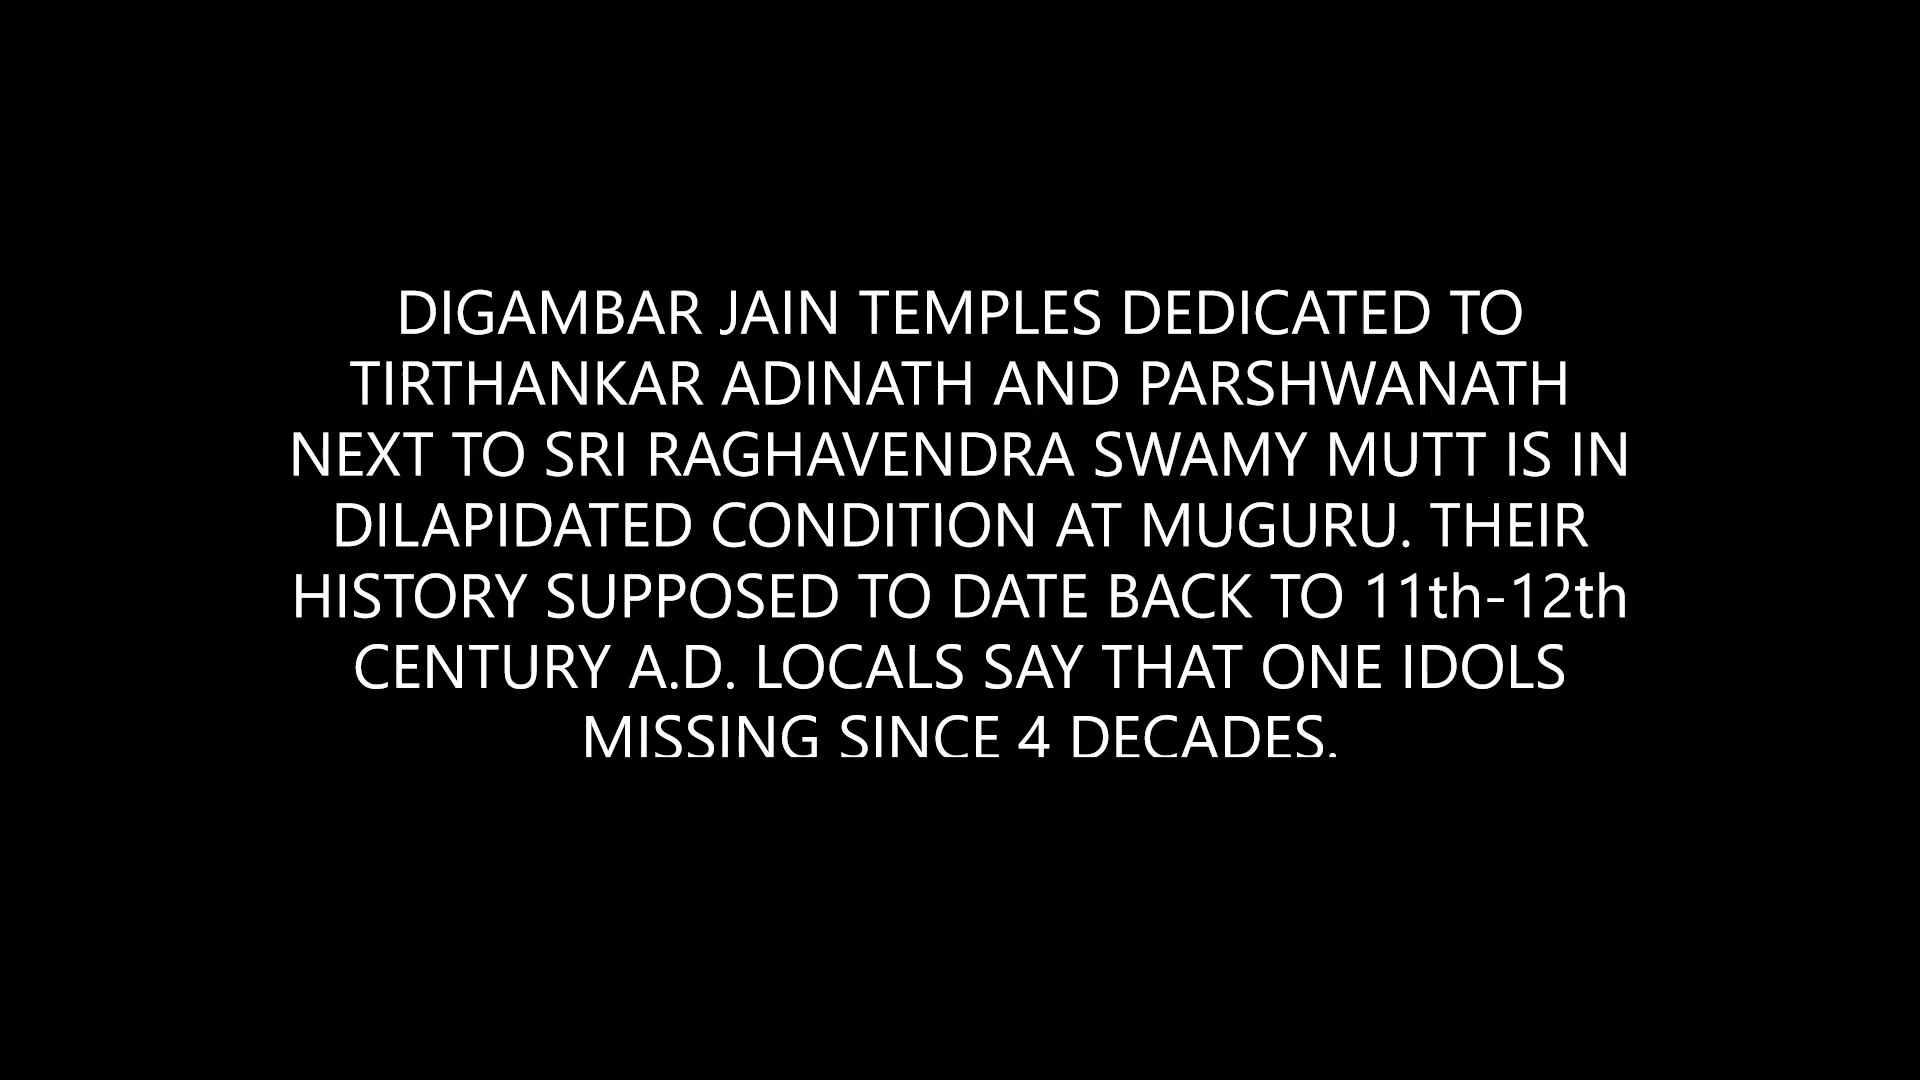 DIGAMBAR JAIN TEMPLES DEDICATED TO
TIRTHANKAR ADINATH AND PARSHWANATH
NEXT TO SRI RAGHAVENDRA SWAMY MUTT IS IN
DILAPIDATED CONDITION AT MUGURU. THEIR
HISTORY SUPPOSED TO DATE BACK TO 11th-12th
CENTURY A.D. LOCALS SAY THAT ONE IDOLS
MISSING SINCE 4 DECADES.